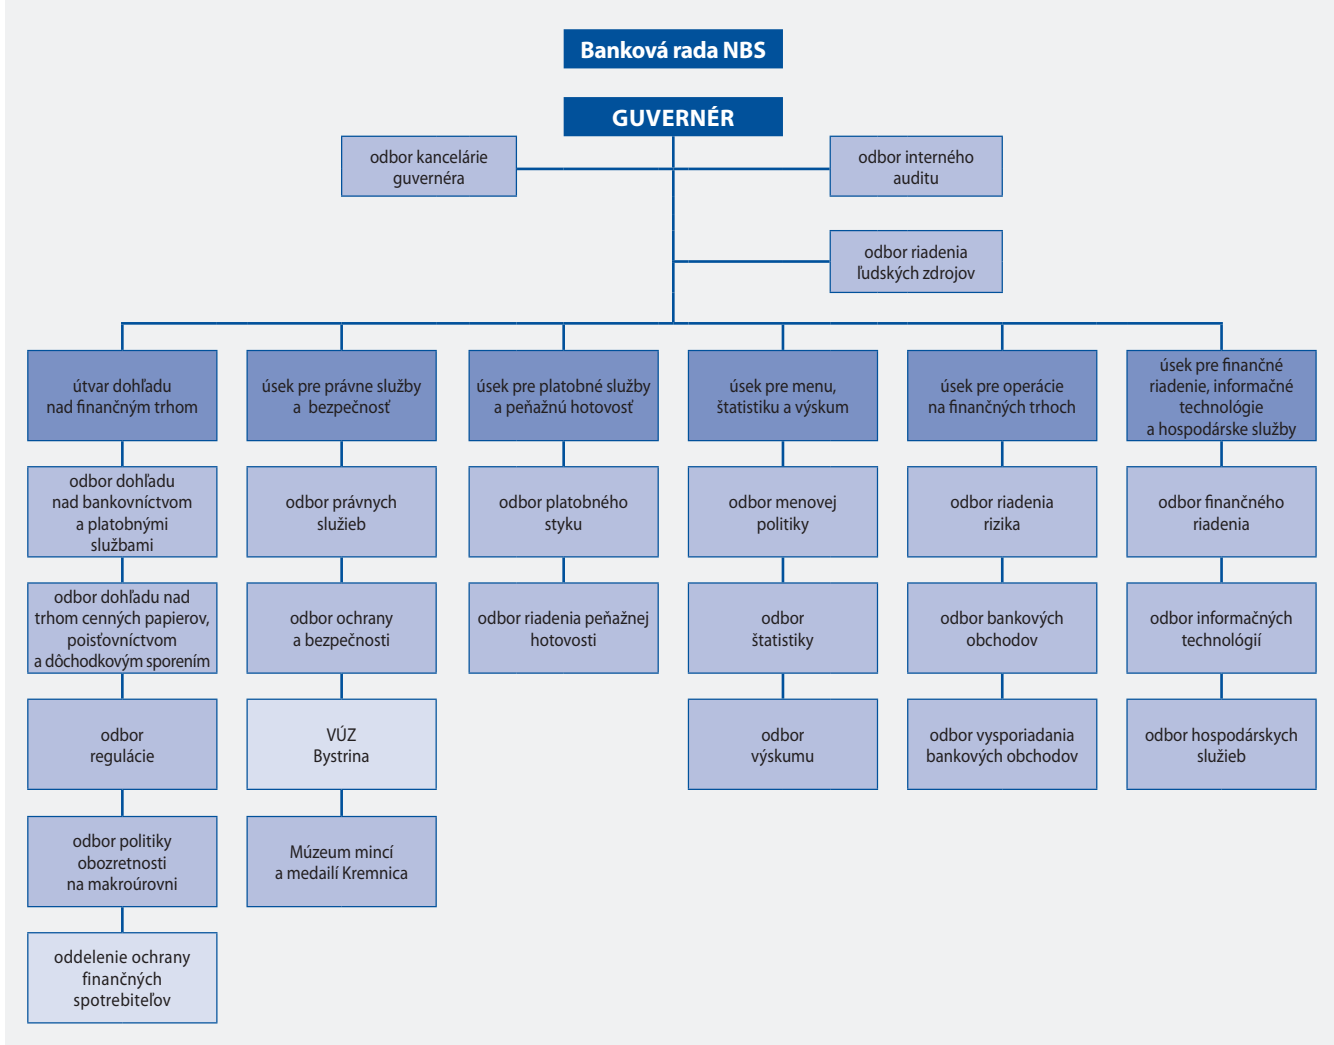 Banková rada NBS
GUVERNÉR
odbor kancelárie
guvernéra
odbor interného
auditu
odbor riadenia
ľudských zdrojov
útvar dohľadu
nad finančným trhom
úsek pre právne služby
a bezpečnosť
úsek pre platobné služby
a peňažnú hotovosť
úsek pre menu,
štatistiku a výskum
úsek pre operácie
na finančných trhoch
úsek pre finančné
riadenie, informačné
technológie
a hospodárske služby
odbor dohľadu
nad bankovníctvom
a platobnými
službami
odbor právnych
služieb
odbor platobného
styku
odbor menovej
politiky
odbor riadenia
rizika
odbor finančného
riadenia
odbor dohľadu nad
trhom cenných papierov,
poisťovníctvom
a dôchodkovým sporením
odbor ochrany
a bezpečnosti
odbor riadenia peňažnej
hotovosti
odbor
štatistiky
odbor bankových
obchodov
odbor informačných
technológií
odbor
regulácie
VÚZ
Bystrina
odbor
výskumu
odbor vysporiadania
bankových obchodov
odbor hospodárskych
služieb
odbor politiky
obozretnosti
na makroúrovni
Múzeum mincí
a medailí Kremnica
oddelenie ochrany
finančných
spotrebiteľov